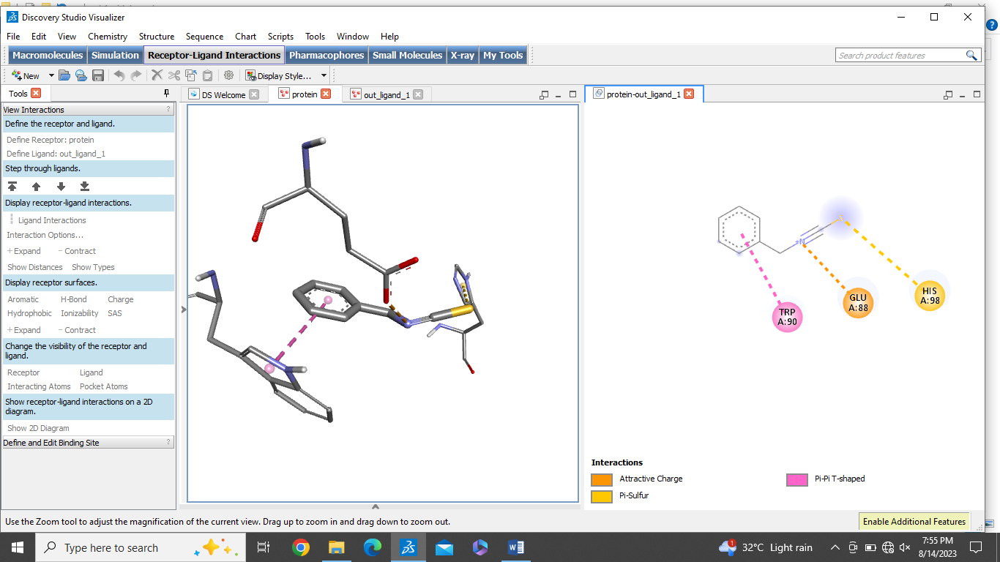 Discovery Studio Visualizer
File Edit View Chemistry Structure Sequence Chart Scripts Tools Window Help
Macromolecules Simulation Receptor-Ligand Interactions Pharmacophores Small Molecules X-ray My Tools
Search product features
New Display Style...
Tools
DS Welcome protein out_ligand_1
protein-out_ligand_1
View Interactions ?
Define the receptor and ligand.
Define Receptor: protein
Define Ligand: out_ligand_1
Step through ligands.
Display receptor-ligand interactions.
Ligand Interactions
Interaction Options...
+ Expand - Contract
Show Distances Show Types
Display receptor surfaces.
Aromatic H-Bond Charge
Hydrophobic Ionizability SAS
+ Expand - Contract
Change the visibility of the receptor and
ligand.
Receptor Ligand
Interacting Atoms Pocket Atoms
Show receptor-ligand interactions on a 2D
diagram.
Show 2D Diagram
Define and Edit Binding Site ?
+N
TRP
A:90
GLU
A:88
HIS
A:98
Interactions
Attractive Charge
Pi-Sulfur
Pi-Pi T-shaped
Use the Zoom tool to adjust the magnification of the current view. Drag up to zoom in and drag down to zoom out.
Enable Additional Features
Type here to search
1
32°C Light rain
7:55 PM
8/14/2023